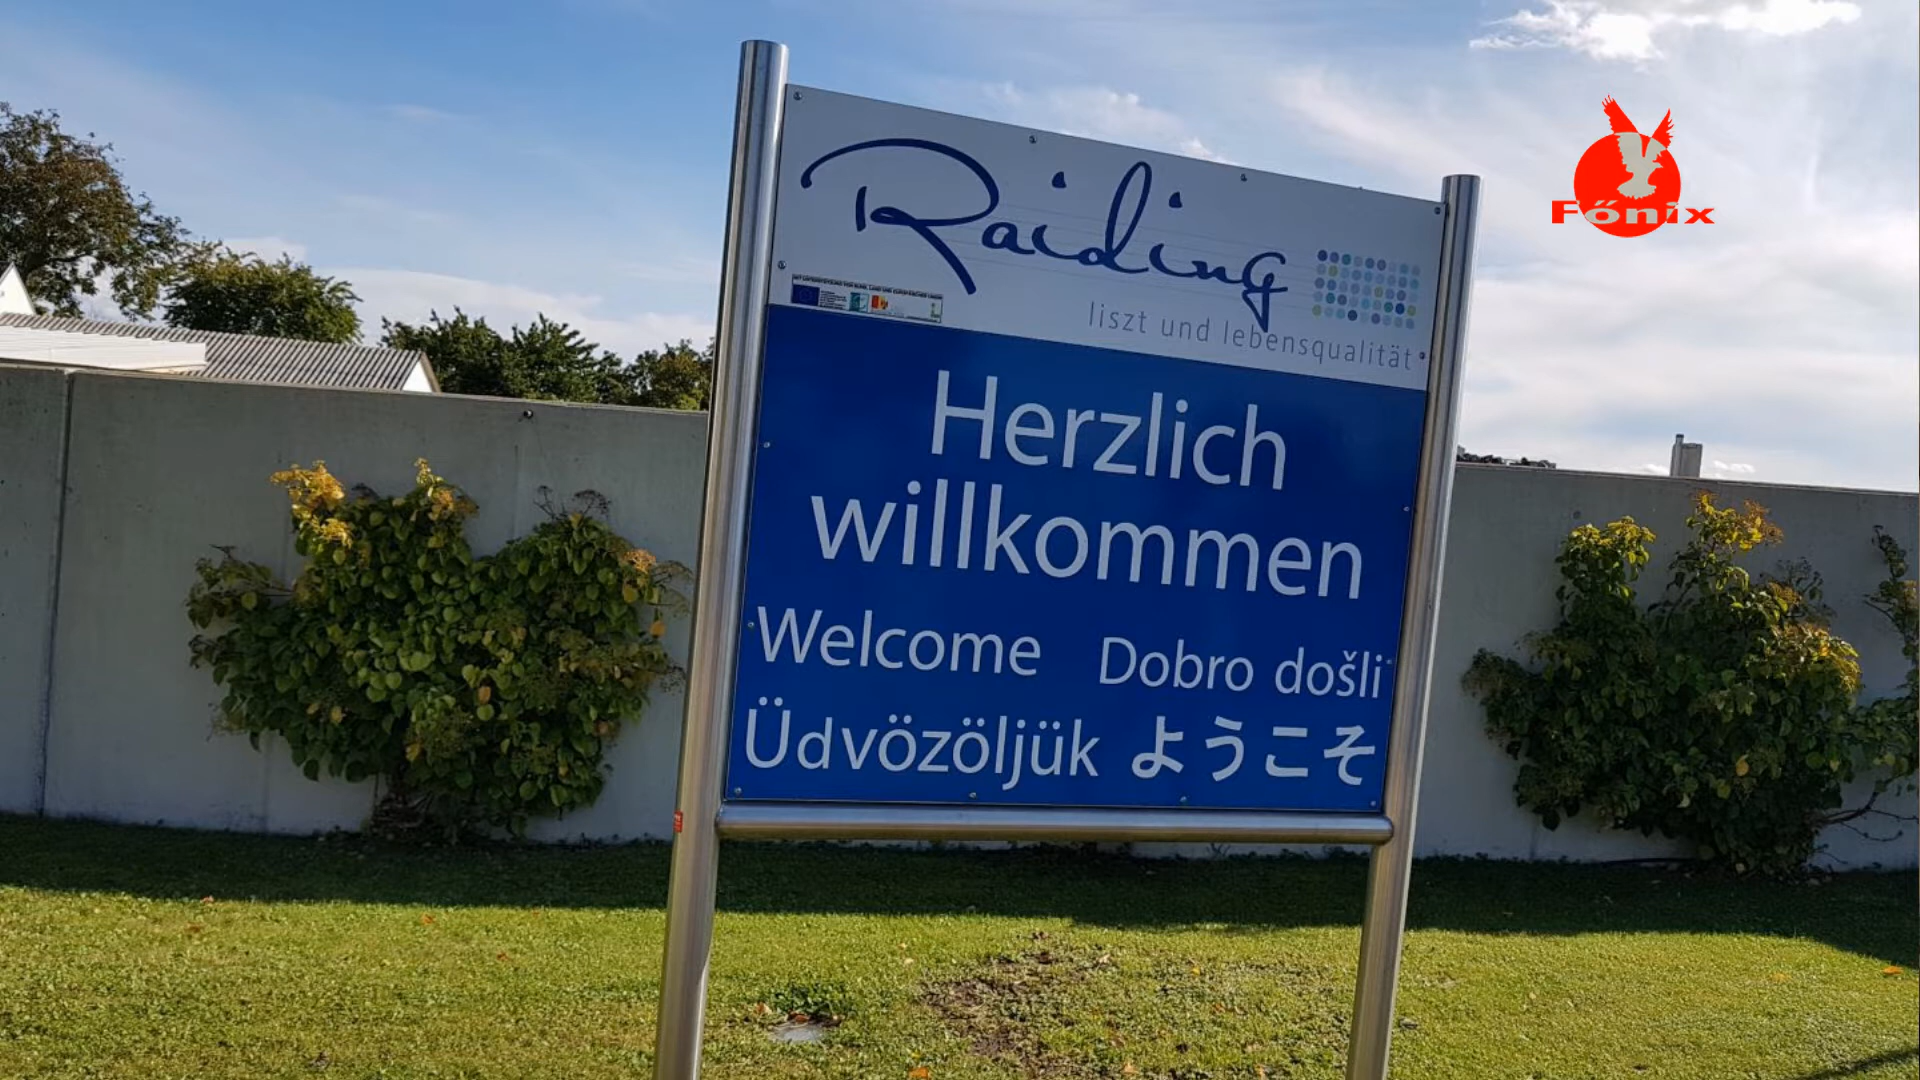 Raiding
liszt und lebensqualität
Herzlich
willkommen
Welcome Dobro došli
Üdvözöljük ようこそ
Főnix